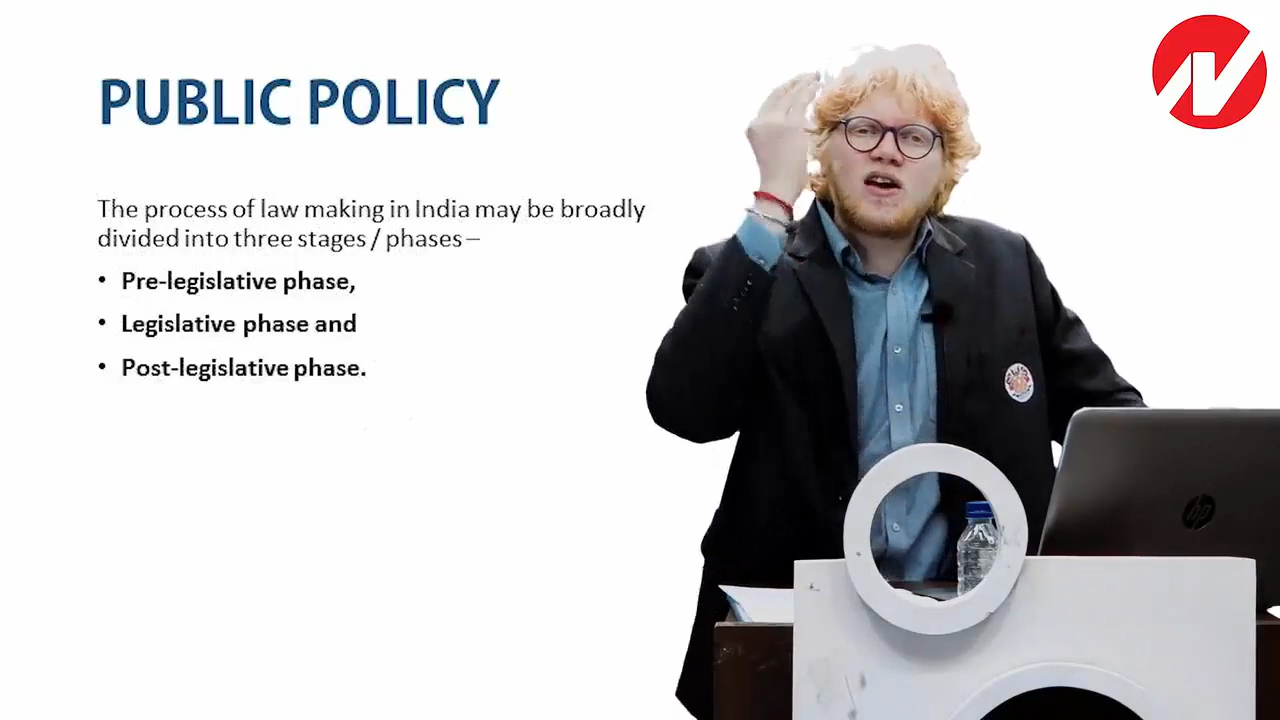 PUBLIC POLICY
The process of law making in India may be broadly
divided into three stages / phases –
• Pre-legislative phase,
• Legislative phase and
• Post-legislative phase.
hp